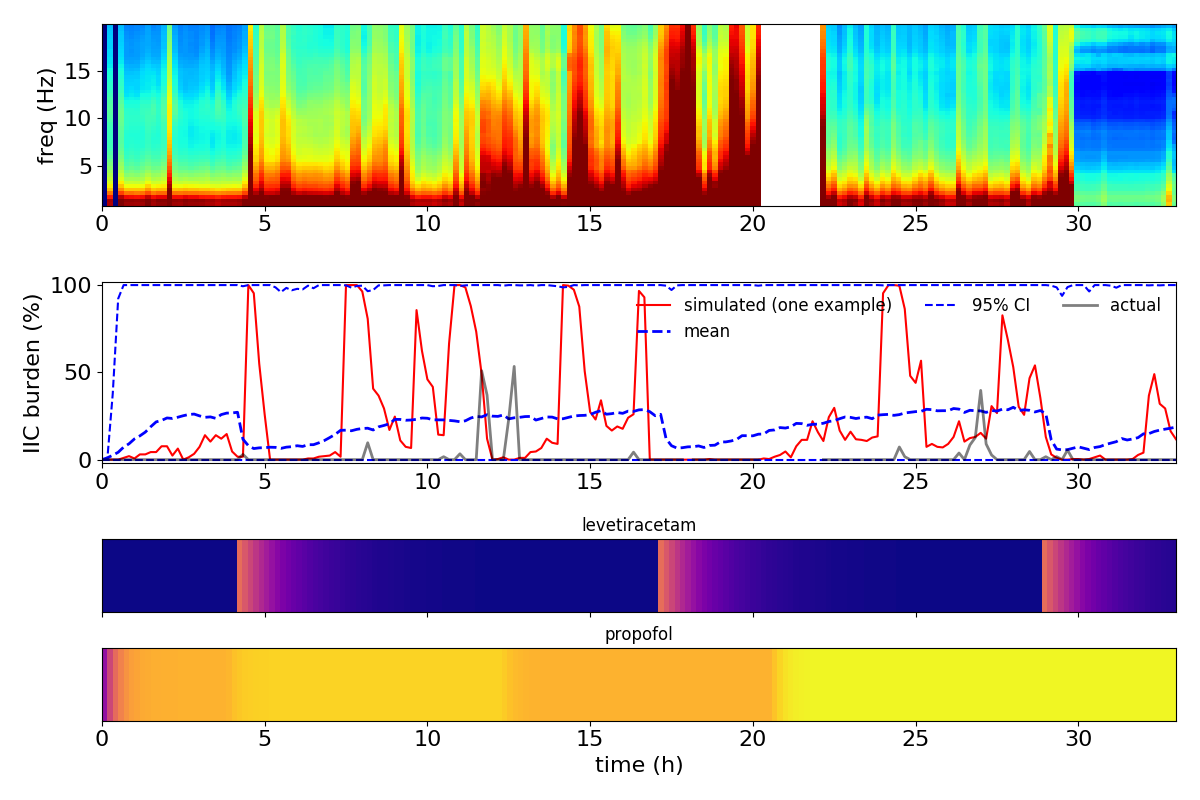 freq (Hz)
15
10
5
0 5 10 15 20 25 30
IIC burden (%)
100
50
0
simulated (one example)
mean
95% CI
actual
0 5 10 15 20 25 30
levetiracetam
propofol
0 5 10 15 20 25 30
time (h)